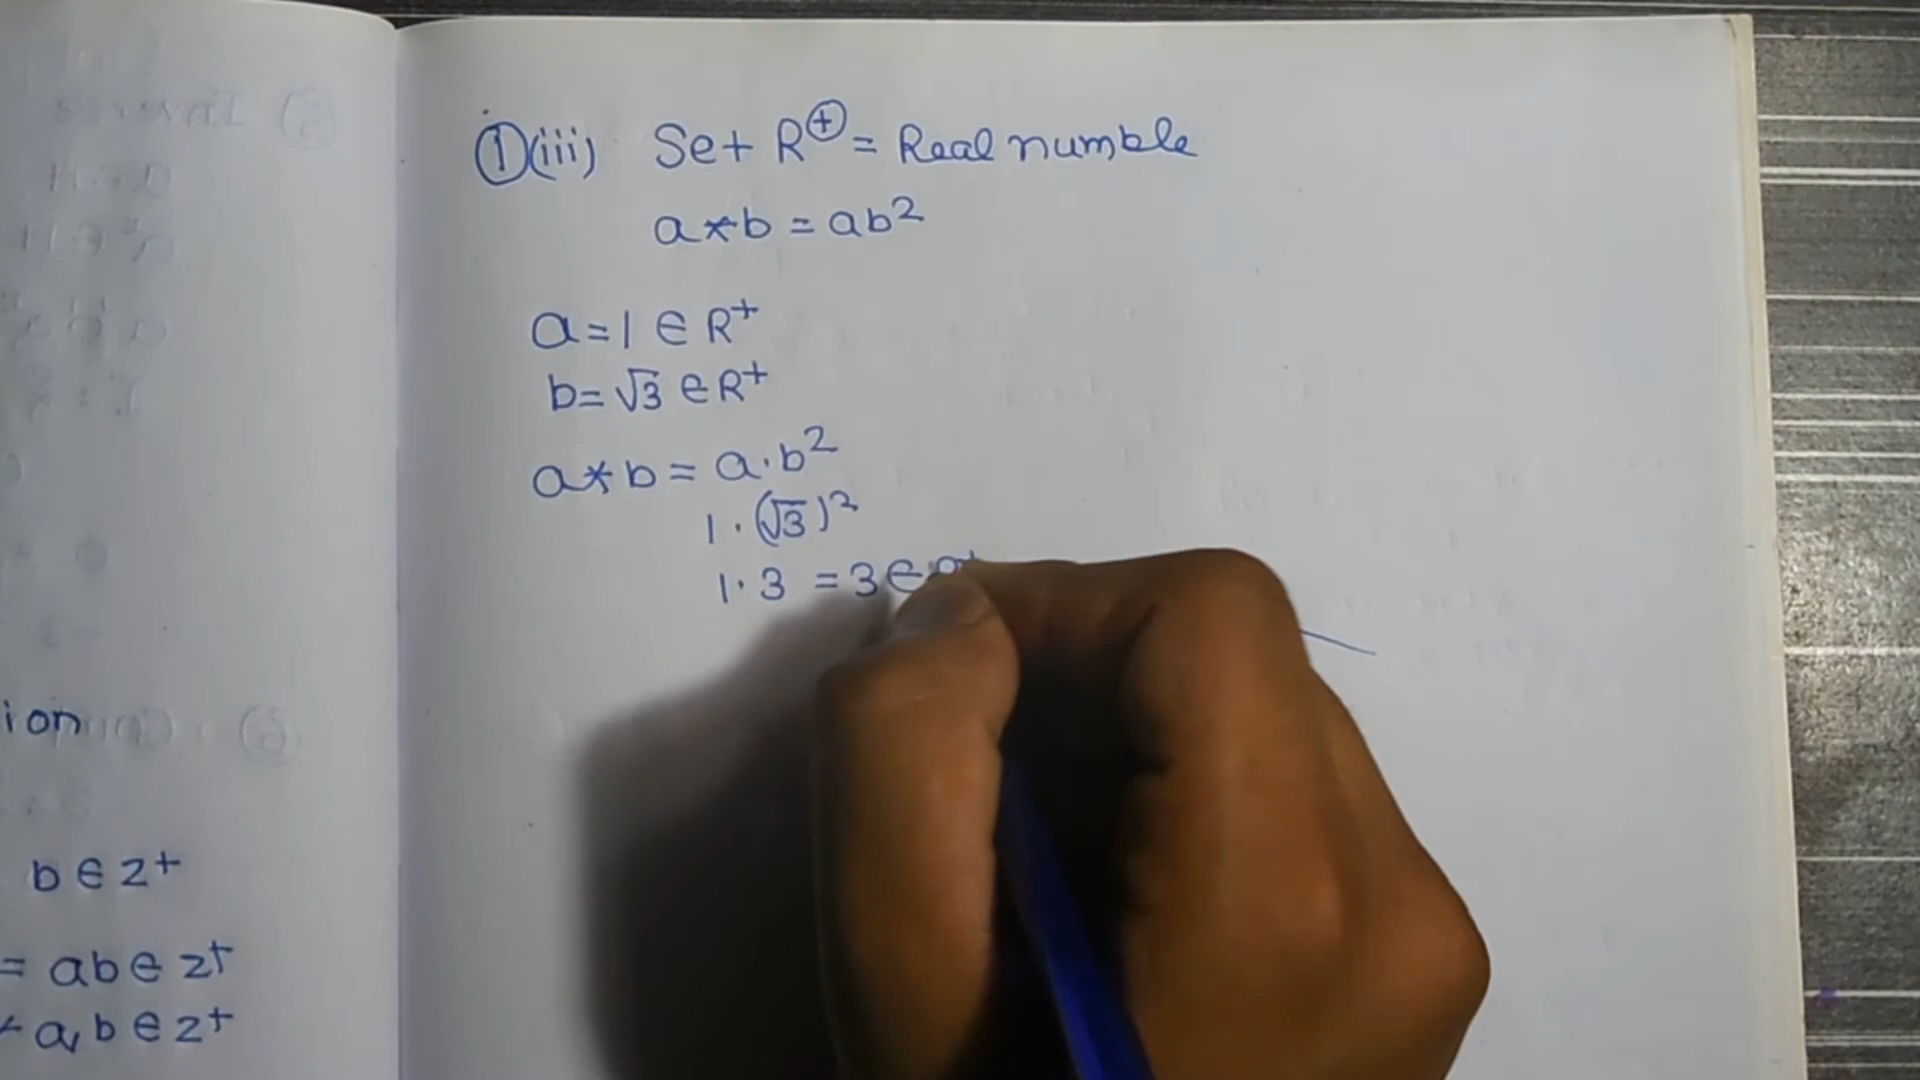 ion
b ∈ z+
= ab ∈ z+
a, b ∈ z+
①(iii) Set R⊕ = Real numble
a*b = ab²
a = 1 ∈ R+
b = √3 ∈ R+
a*b = a·b²
1·(√3)²
1·3 = 3 ∈